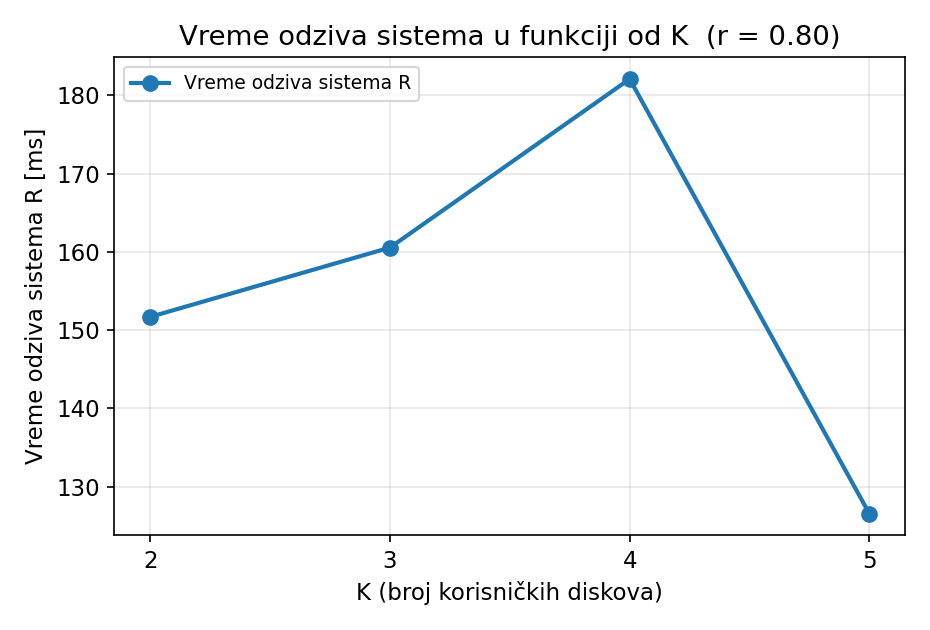 Vreme odziva sistema u funkciji od K (r = 0.80)
Vreme odziva sistema R
Vreme odziva sistema R [ms]
180
170
160
150
140
130
2 3 4 5
K (broj korisničkih diskova)